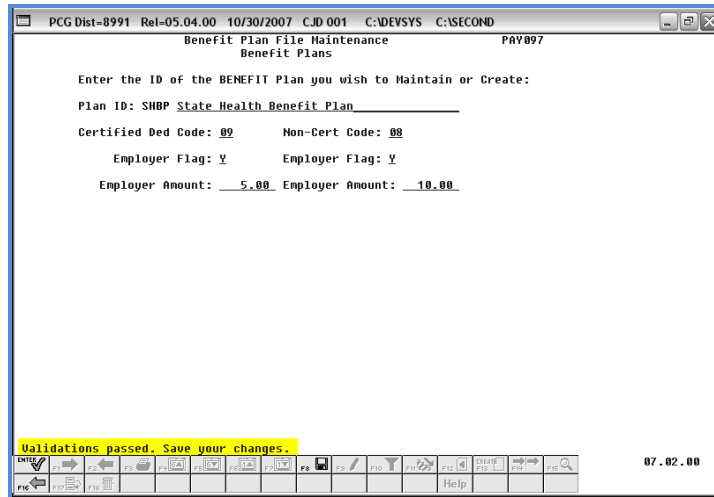 PCG Dist=8991 Rel=05.04.00 10/30/2007 CJD 001 C:\DEVSYS C:\SECOND
Benefit Plan File Maintenance PAY097
Benefit Plans
Enter the ID of the BENEFIT Plan you wish to Maintain or Create:
Plan ID: SHBP State Health Benefit Plan
Certified Ded Code: 09 Non-Cert Code: 08
Employer Flag: Y Employer Flag: Y
Employer Amount: 5.00 Employer Amount: 10.00
Validations passed. Save your changes.
ENTER F1 F2 F3 F4 F5 F6 F7 F8 F9 F10 F11 F12 CREATE F13 F14 F15 07.02.00
F16 F17 F18 Help